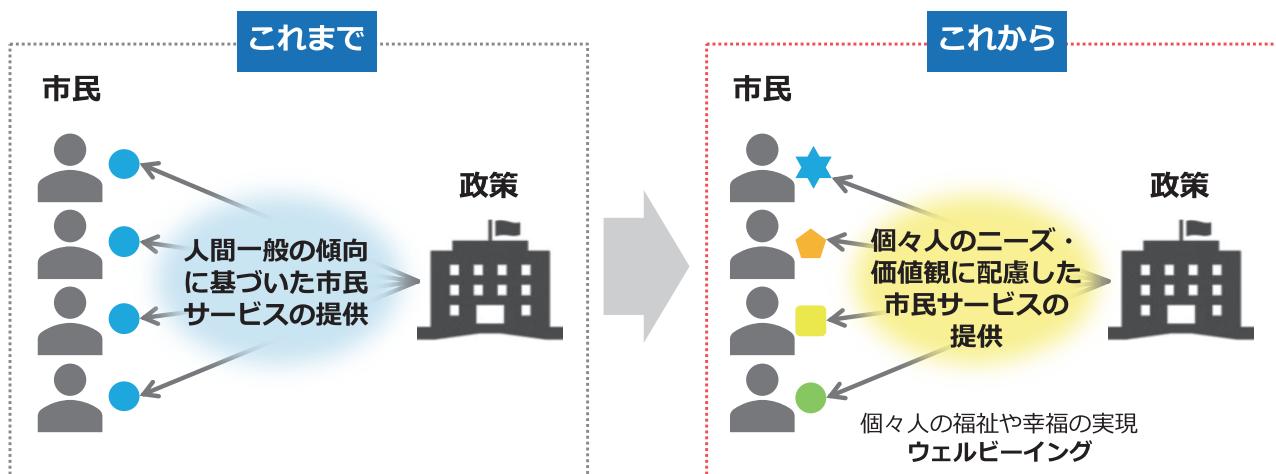 これまで
市民
政策
人間一般の傾向
に基づいた市民
サービスの提供
これから
市民
政策
個々人のニーズ・
価値観に配慮した
市民サービスの
提供
個々人の福祉や幸福の実現
ウェルビーイング